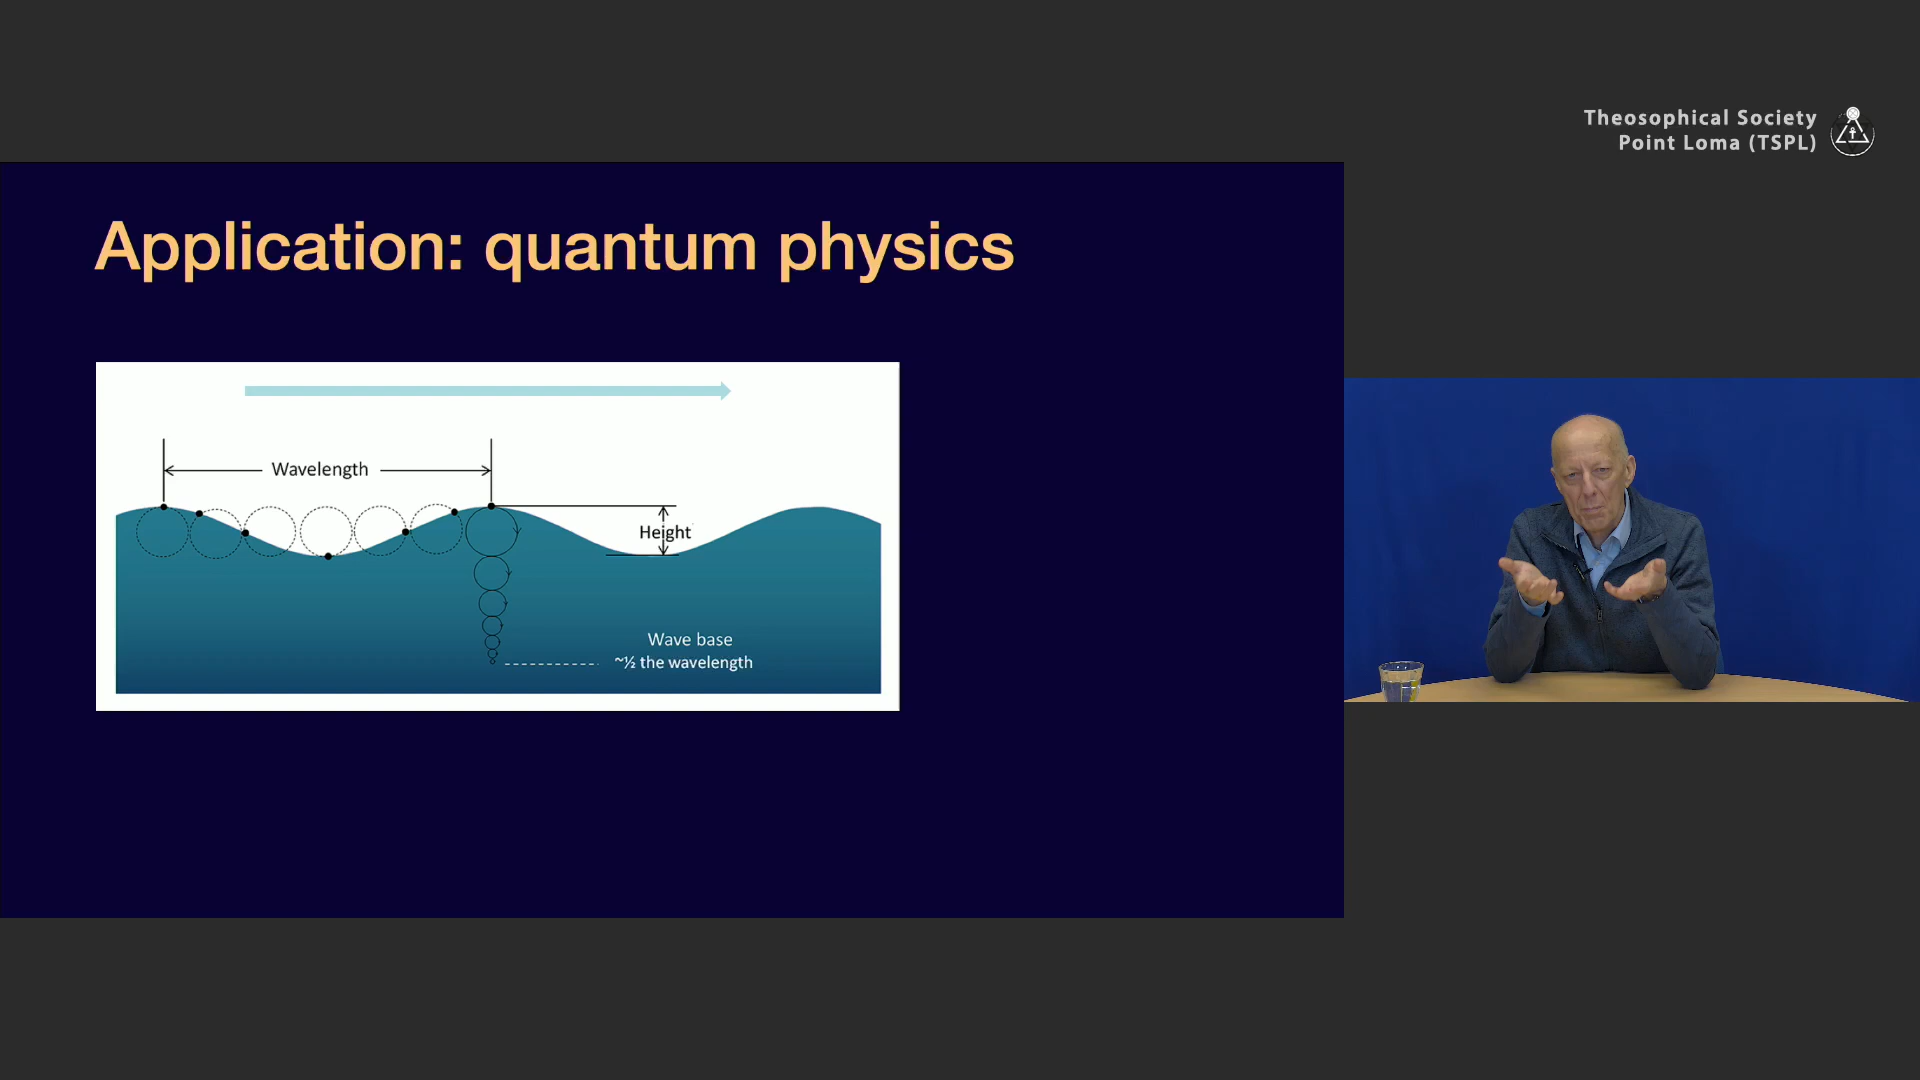 Theosophical Society
Point Loma (TSPL)
Application: quantum physics
Wavelength
Height
Wave base
~½ the wavelength